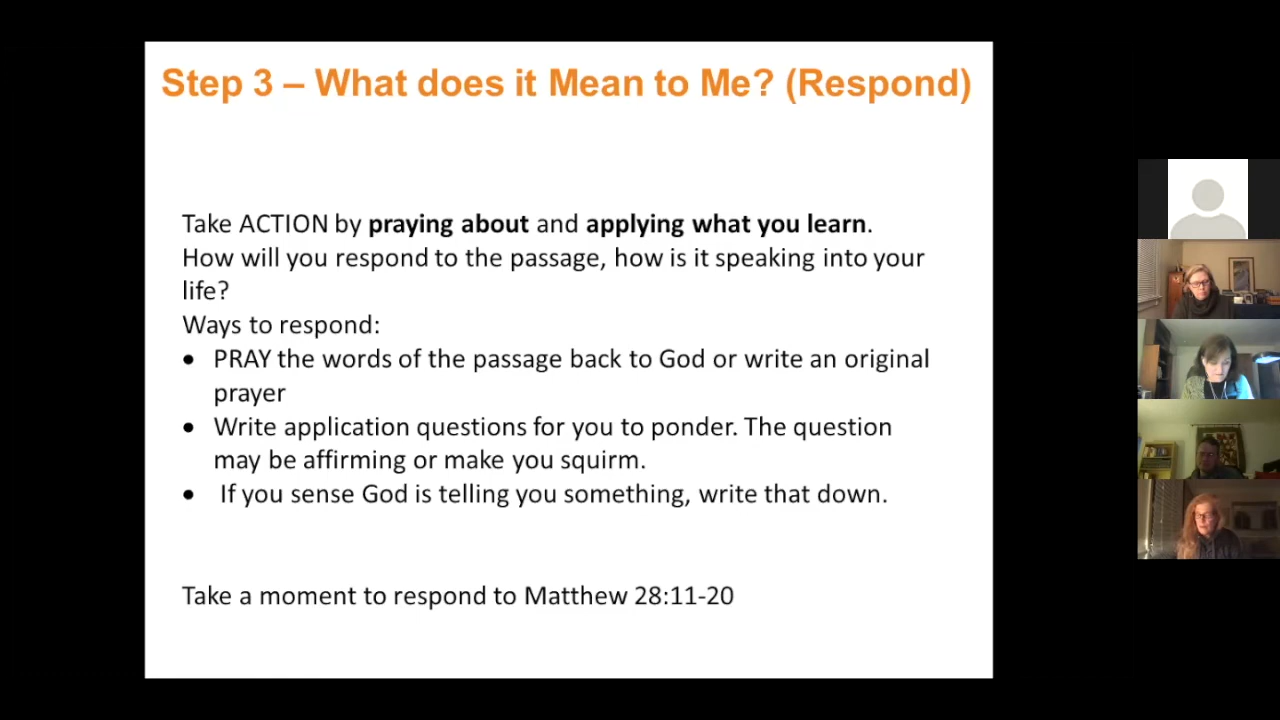 Step 3 – What does it Mean to Me? (Respond)
Take ACTION by praying about and applying what you learn.
How will you respond to the passage, how is it speaking into your
life?
Ways to respond:
• PRAY the words of the passage back to God or write an original
prayer
• Write application questions for you to ponder. The question
may be affirming or make you squirm.
• If you sense God is telling you something, write that down.
Take a moment to respond to Matthew 28:11-20